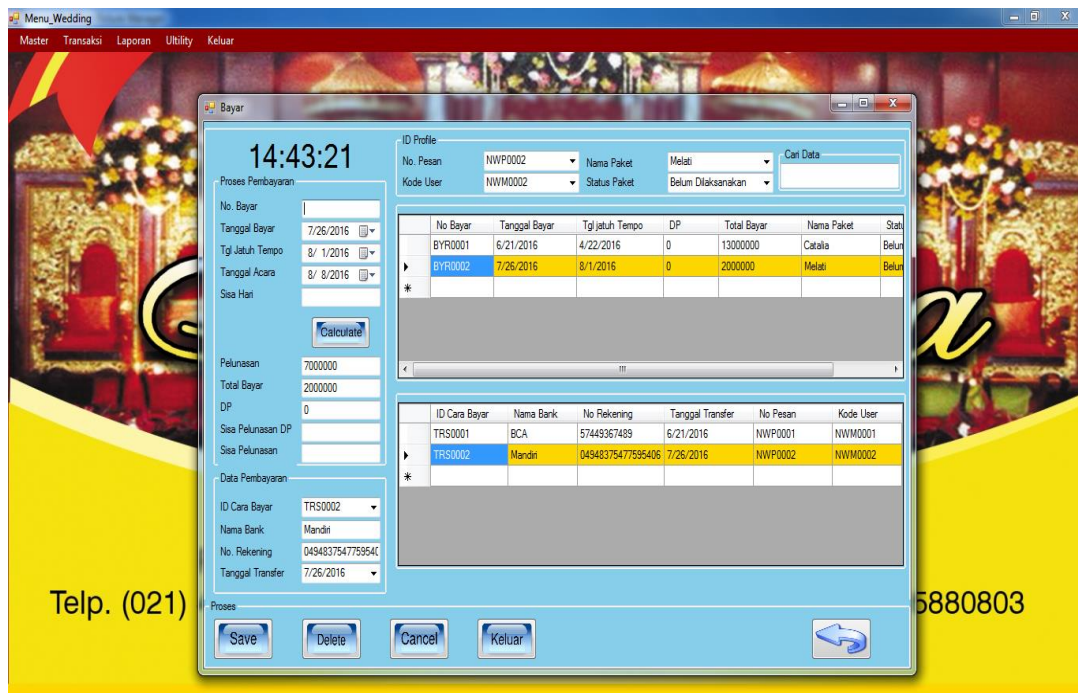 Menu_Wedding
Master Transaksi Laporan Ultility Keluar
Bayar
14:43:21
Proses Pembayaran
No. Bayar
Tanggal Bayar 7/26/2016
Tgl Jatuh Tempo 8/ 1/2016
Tanggal Acara 8/ 8/2016
Sisa Hari
Calculate
Pelunasan 7000000
Total Bayar 2000000
DP 0
Sisa Pelunasan DP
Sisa Pelunasan
Data Pembayaran
ID Cara Bayar TRS0002
Nama Bank Mandiri
No. Rekening 0494837547759540
Tanggal Transfer 7/26/2016
ID Profile
No. Pesan NWP0002 Nama Paket Melati
Kode User NWM0002 Status Paket Belum Dilaksanakan
Cari Data
No Bayar Tanggal Bayar Tgl jatuh Tempo DP Total Bayar Nama Paket Statu
BYR0001 6/21/2016 4/22/2016 0 13000000 Catalia Belum
BYR0002 7/26/2016 8/1/2016 0 2000000 Melati Belum
ID Cara Bayar Nama Bank No Rekening Tanggal Transfer No Pesan Kode User
TRS0001 BCA 57449367489 6/21/2016 NWP0001 NWM0001
TRS0002 Mandiri 04948375477595406 7/26/2016 NWP0002 NWM0002
Proses
Save Delete Cancel Keluar
Telp. (021) 5880803